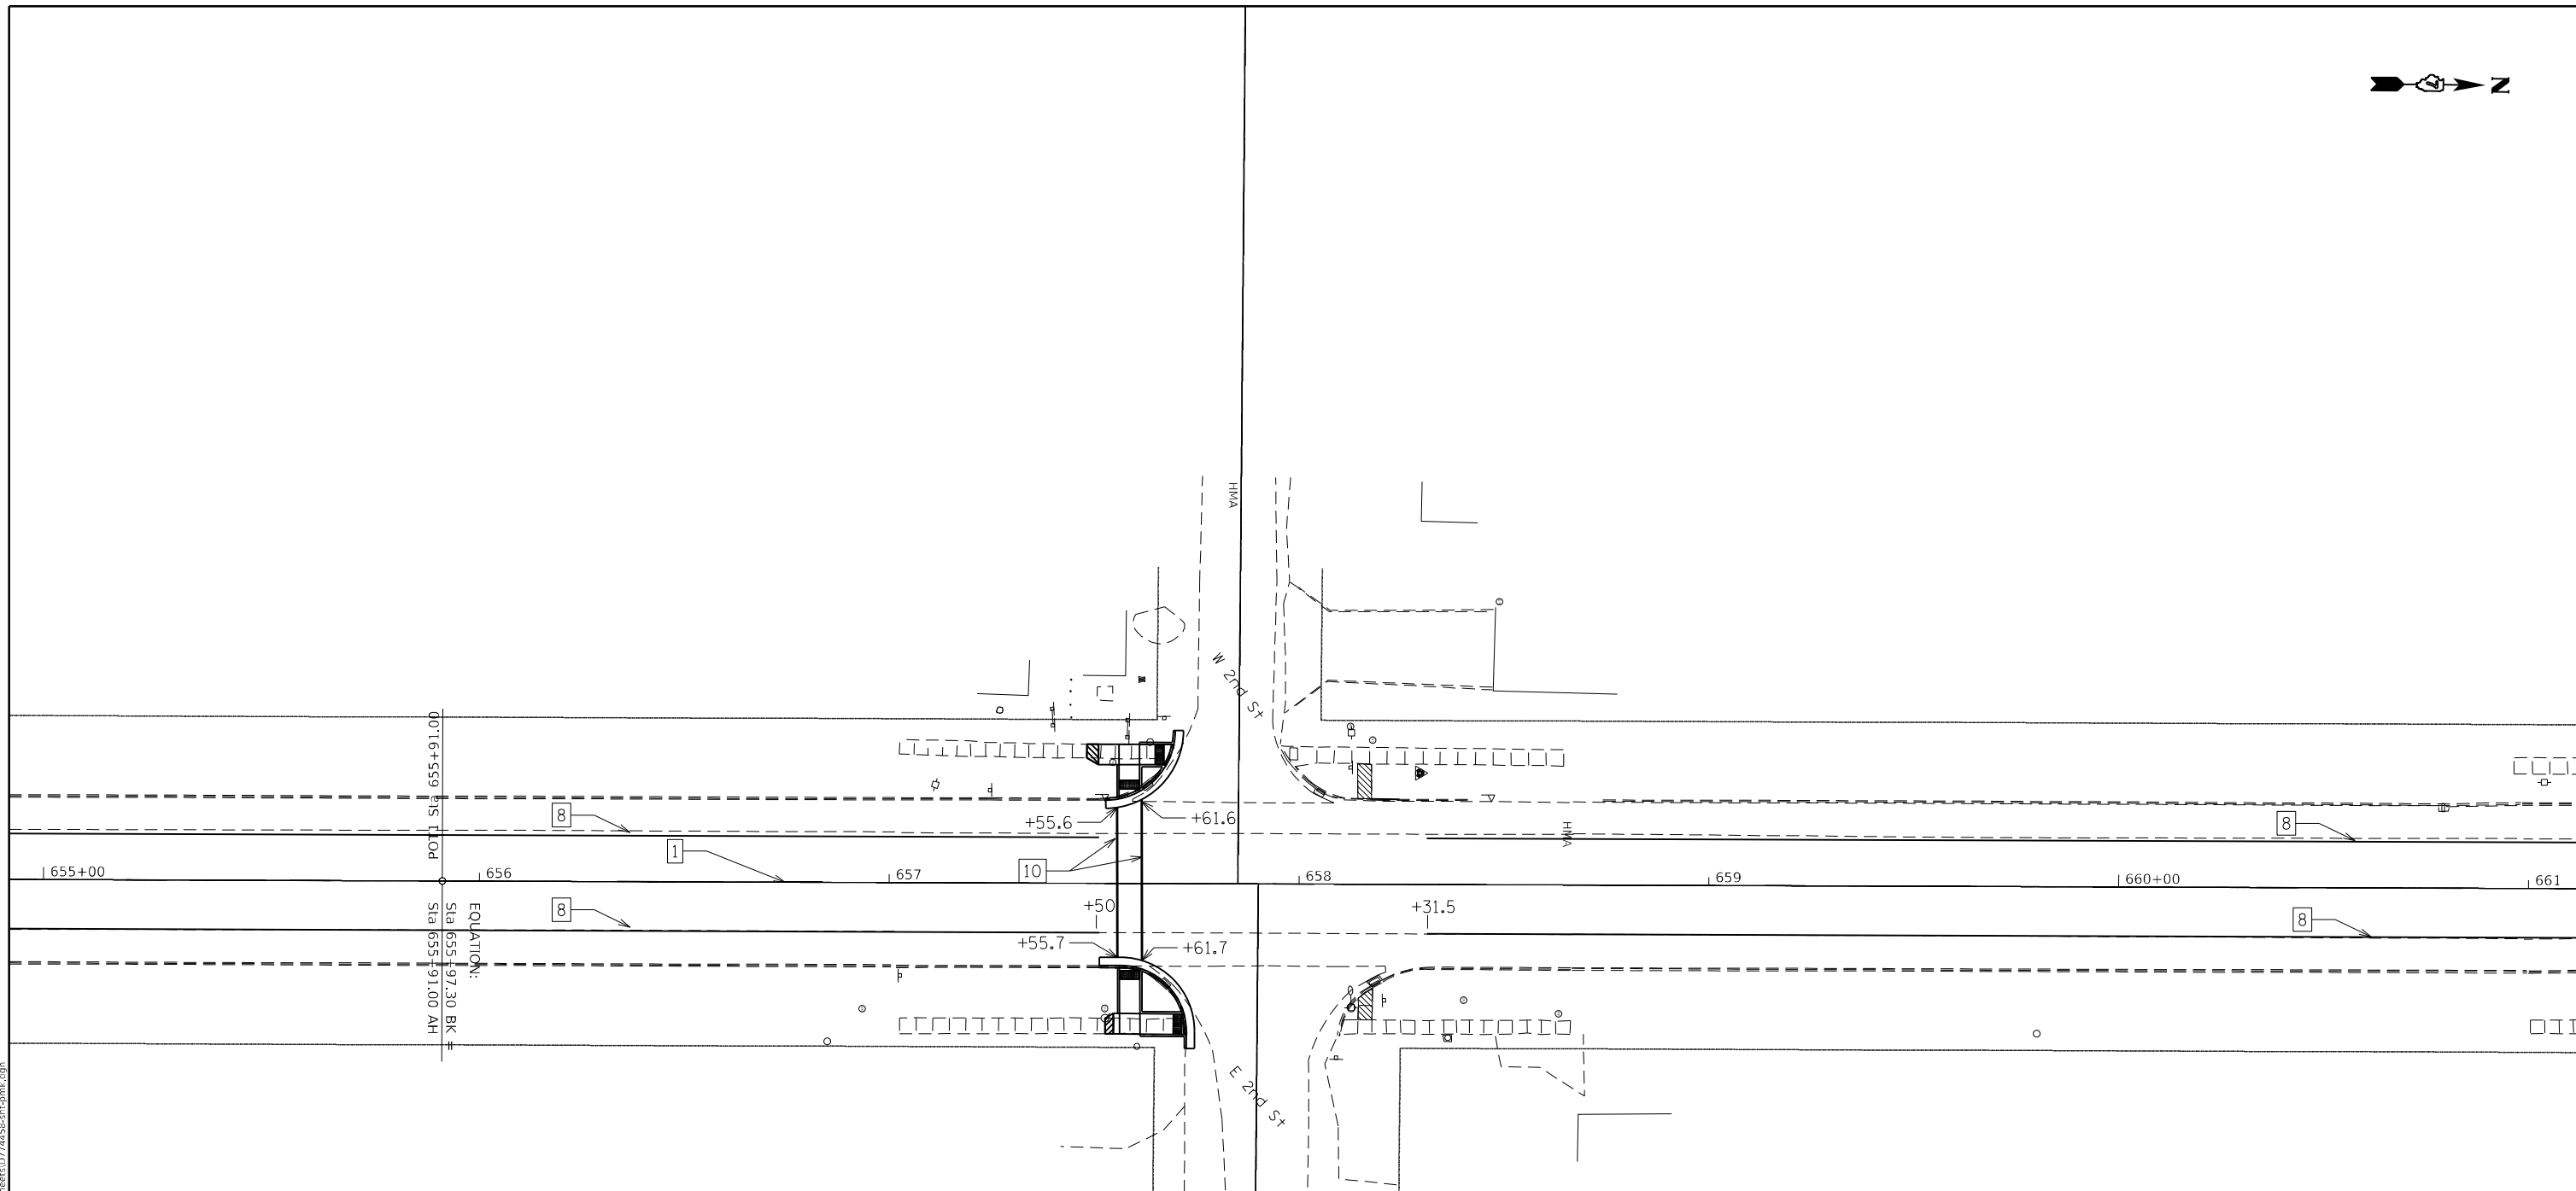 N
HMA
W 2nd St
POT 1 Sta 655+91.00
8
+55.6
+61.6
HMA
8
1
10
655+00
656
657
658
659
660+00
661
8
+50
+31.5
8
+55.7
+61.7
EQUATION:
Sta 655+97.30 BK =
Sta 655+91.00 AH
E 2nd St